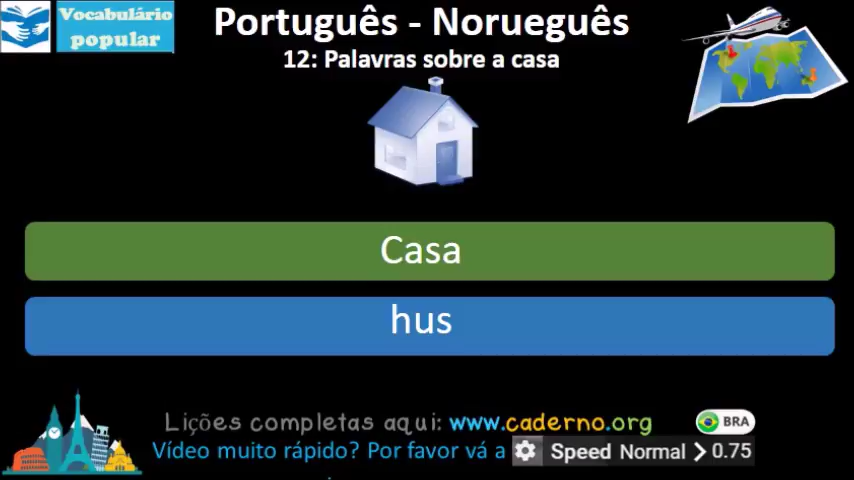 Vocabulário
popular
Português - Norueguês
12: Palavras sobre a casa
Casa
hus
Lições completas aqui: www.caderno.org
BRA
Vídeo muito rápido? Por favor vá a Speed Normal > 0.75